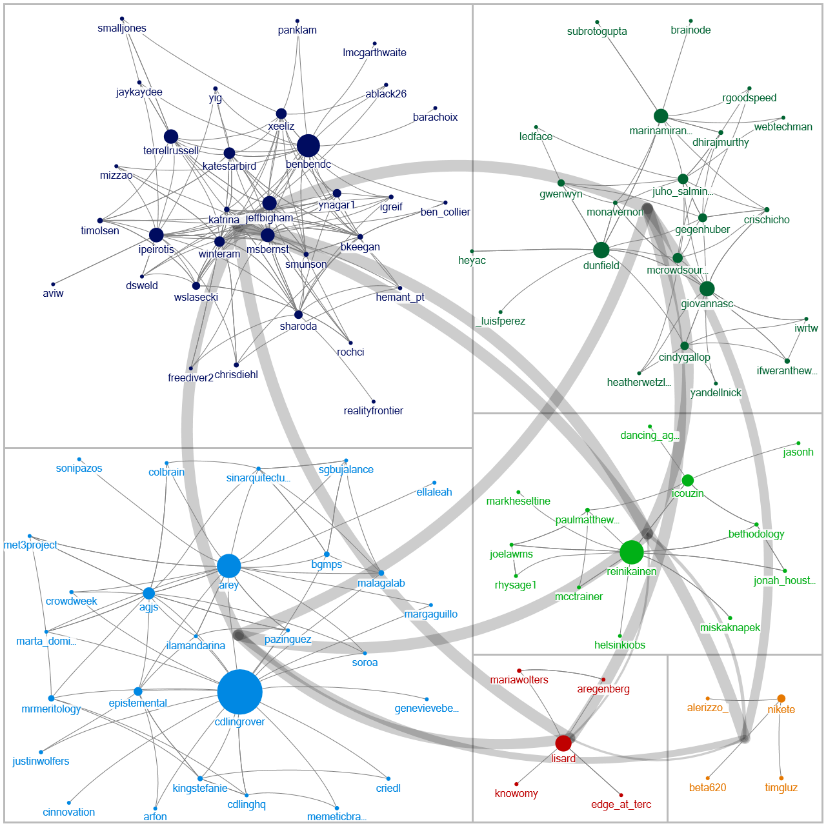 smalljones
panklam
lmcgarthwaite
jaykaydee
yig
ablack26
xeeliz
barachoix
terrellrussell
katestarbird
benbendc
mizzao
ynagar1
igreif
katrina
jeffbigham
ben_collier
timolsen
ipeirotis
winteram
msbernst
bkeegan
smunson
aviw
dsweld
wslasecki
hemant_pt
sharoda
rochci
freediver2
chrisdiehl
realityfrontier
subrotogupta
brainode
rgoodspeed
marinamiran...
webtechman
ledface
dhirajmurthy
gwenwyn
juho_salmin...
monavernon
crischicho
gegenhuber
heyac
dunfield
mcrowdsour...
giovannasc
_luisfperez
iwrtw
cindygallop
ifweranthew...
heatherwetzl...
yandellnick
sonipazos
colbrain
sinarquitectu...
sgbujalance
ellaleah
met3project
arey
bgmps
malagalab
crowdweek
agjs
margaguillo
marta_domi...
ilamandarina
pazinguez
soroa
mrmeritology
epistemental...
cdlingrover
genevievebe...
justinwolfers
kingstefanie
criedl
cdlinghq
cinnovation
arfon
memeticbra...
dancing_ag...
jasonh
icouzin
markheseltine
paulmatthew...
bethodology
joelawms
reinikainen
rhysage1
mcctrainer
jonah_houst...
miskaknapek
helsinkiobs
mariawolters
aregenberg
lisard
knowomy
edge_at_terc
alerizzo_
nikete
beta620
timgluz